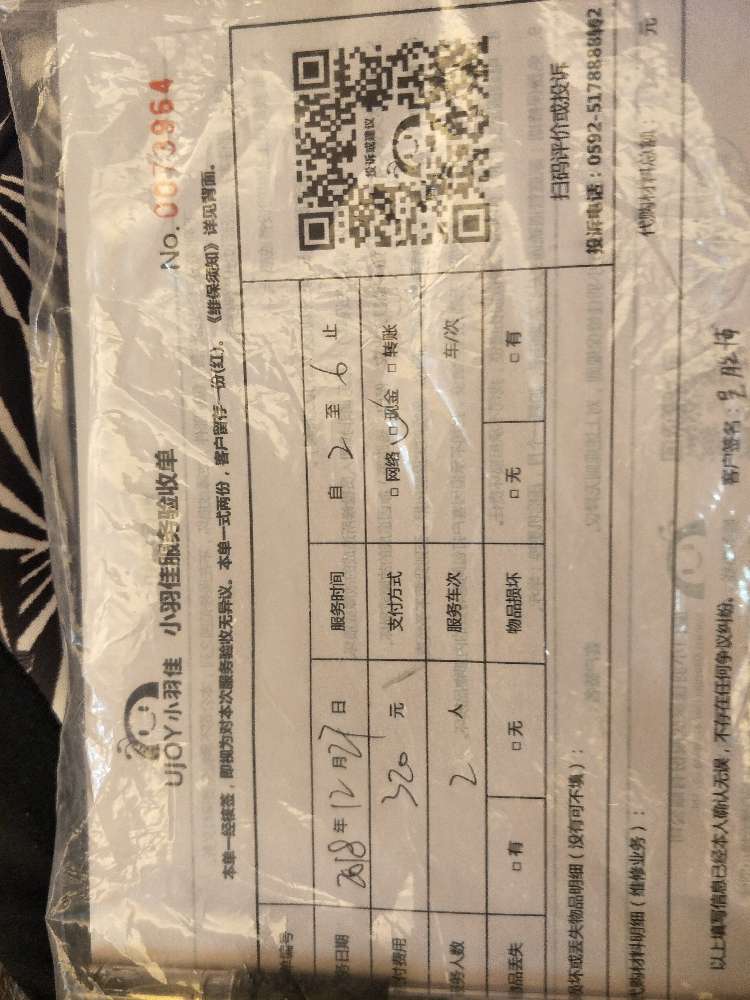 UJOY小羽佳 小羽佳服务验收单
No. 0073964
本单一经核签，即视为对本次服务验收无异议。本单一式两份，客户留存一份(红)。《维保须知》详见背面。
编号
务日期 2018年12月27日 服务时间 自 2 至 6 止
付费用 320 元 支付方式 □网络 □现金 □转账
务人数 2 人 服务车次 车/次
品丢失 □有 □无 物品损坏 □无 □有
投诉或建议
扫码评价或投诉
投诉电话：0592-5178888
损坏或丢失物品明细（没有可不填）：
代购材料明细（维修业务）：
代购材料总额： 元
以上填写信息已经本人确认无误，不存在任何争议纠纷。
客户签名：